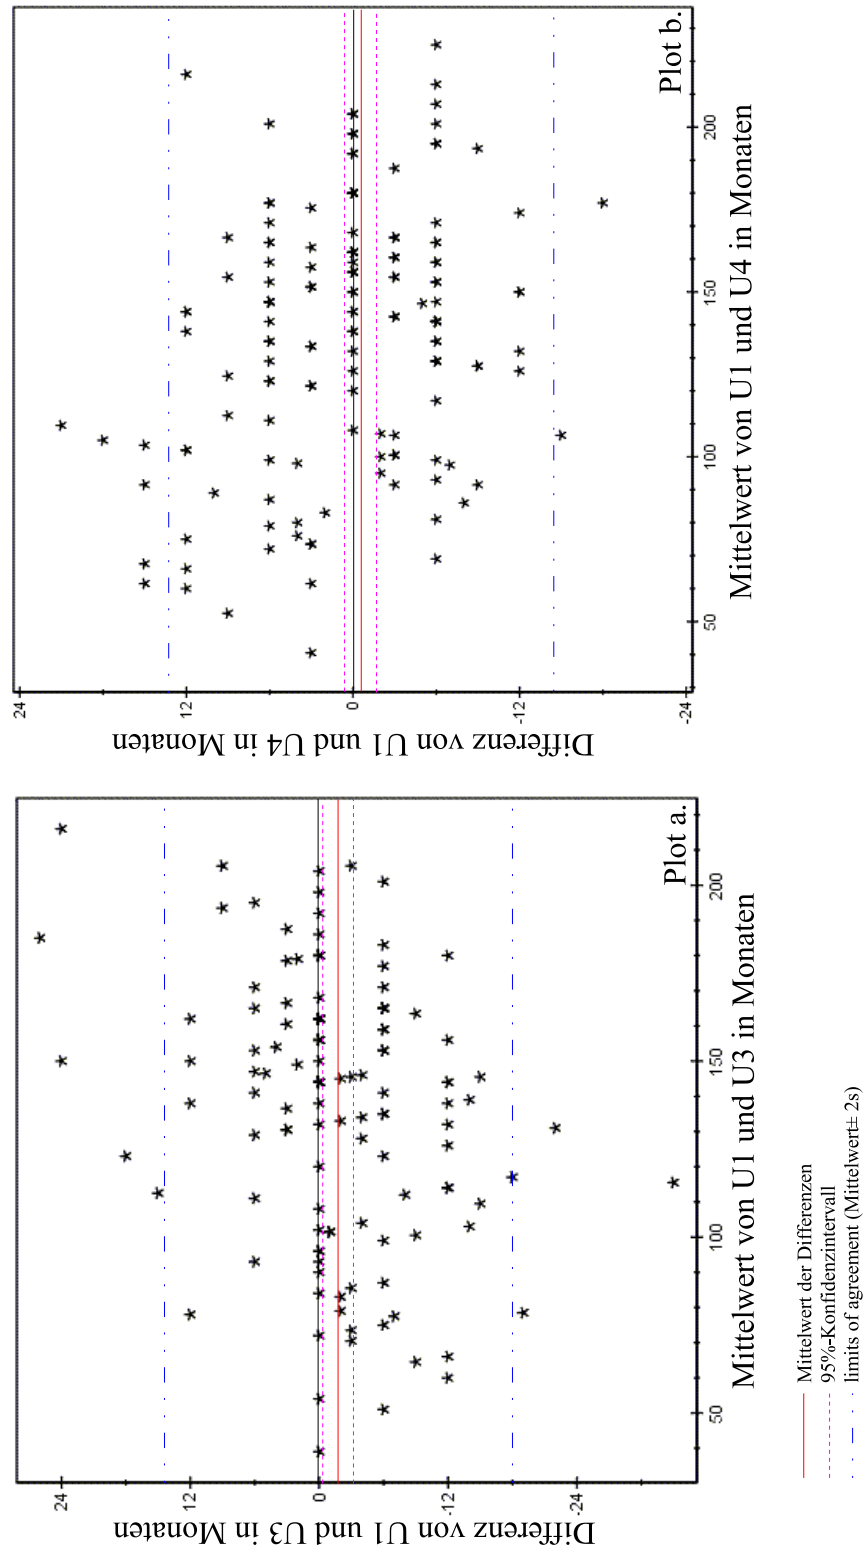 24
12
0
-12
-24
50
100
150
200
Differenz von U1 und U3 in Monaten
Mittelwert von U1 und U3 in Monaten
Plot a.
24
12
0
-12
-24
50
100
150
200
Differenz von U1 und U4 in Monaten
Mittelwert von U1 und U4 in Monaten
Plot b.
Mittelwert der Differenzen
95%-Konfidenzintervall
limits of agreement (Mittelwert± 2s)